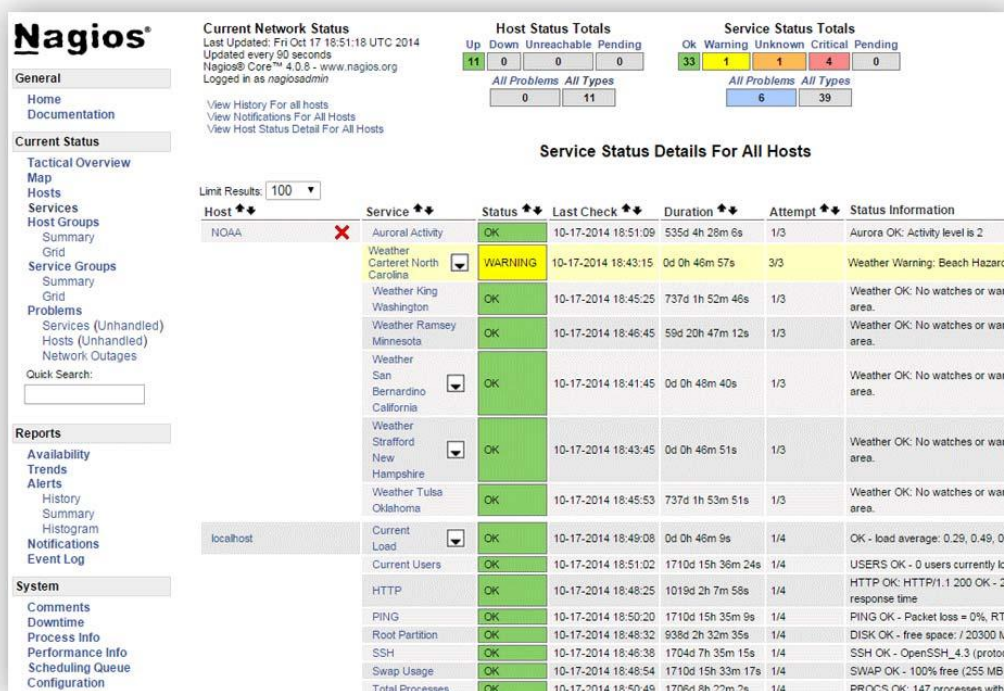 Nagios®
General
Home
Documentation
Current Status
Tactical Overview
Map
Hosts
Services
Host Groups
Summary
Grid
Service Groups
Summary
Grid
Problems
Services (Unhandled)
Hosts (Unhandled)
Network Outages
Quick Search:
Reports
Availability
Trends
Alerts
History
Summary
Histogram
Notifications
Event Log
System
Comments
Downtime
Process Info
Performance Info
Scheduling Queue
Configuration
Current Network Status
Last Updated: Fri Oct 17 18:51:18 UTC 2014
Updated every 90 seconds
Nagios® Core™ 4.0.8 - www.nagios.org
Logged in as nagiosadmin
View History For all hosts
View Notifications For All Hosts
View Host Status Detail For All Hosts
Host Status Totals
Up Down Unreachable Pending
11 0 0 0
All Problems All Types
0 11
Service Status Totals
Ok Warning Unknown Critical Pending
33 1 1 4 0
All Problems All Types
6 39
Service Status Details For All Hosts
Limit Results: 100
Host Service Status Last Check Duration Attempt Status Information
NOAA Auroral Activity OK 10-17-2014 18:51:09 535d 4h 28m 6s 1/3 Aurora OK: Activity level is 2
Weather
Carteret North
Carolina
WARNING 10-17-2014 18:43:15 0d 0h 46m 57s 3/3 Weather Warning: Beach Hazard
Weather King
Washington
OK 10-17-2014 18:45:25 737d 1h 52m 46s 1/3 Weather OK: No watches or war
area.
Weather Ramsey
Minnesota
OK 10-17-2014 18:46:45 59d 20h 47m 12s 1/3 Weather OK: No watches or war
area.
Weather
San
Bernardino
California
OK 10-17-2014 18:41:45 0d 0h 48m 40s 1/3 Weather OK: No watches or war
area.
Weather
Strafford
New
Hampshire
OK 10-17-2014 18:43:45 0d 0h 46m 51s 1/3 Weather OK: No watches or war
area.
Weather Tulsa
Oklahoma
OK 10-17-2014 18:45:53 737d 1h 53m 51s 1/3 Weather OK: No watches or war
area.
localhost
Current
Load
OK 10-17-2014 18:49:08 0d 0h 46m 9s 1/4 OK - load average: 0.29, 0.49, 0
Current Users OK 10-17-2014 18:51:02 1710d 15h 36m 24s 1/4 USERS OK - 0 users currently lo
HTTP OK 10-17-2014 18:48:25 1019d 2h 7m 58s 1/4 HTTP OK: HTTP/1.1 200 OK - 2
response time
PING OK 10-17-2014 18:50:20 1710d 15h 35m 9s 1/4 PING OK - Packet loss = 0%, RT
Root Partition OK 10-17-2014 18:48:32 938d 2h 32m 35s 1/4 DISK OK - free space: / 20300 M
SSH OK 10-17-2014 18:46:38 1704d 7h 35m 15s 1/4 SSH OK - OpenSSH_4.3 (protoc
Swap Usage OK 10-17-2014 18:48:54 1710d 15h 33m 17s 1/4 SWAP OK - 100% free (255 MB
Total Processes OK 10-17-2014 18:50:49 1706d 8h 22m 2s 1/4 PROCS OK: 147 processes with